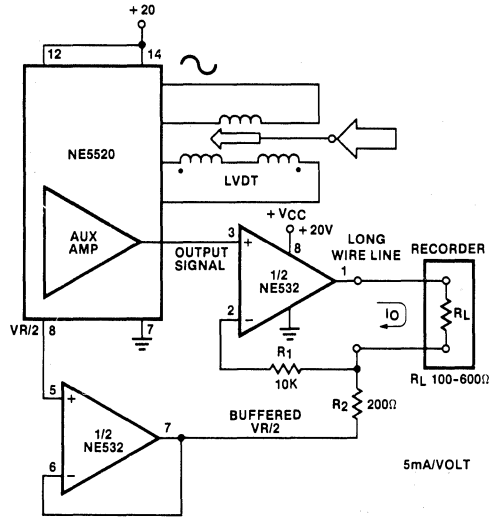 + 20
12
14
NE5520
LVDT
AUX
AMP
OUTPUT
SIGNAL
3
+
+ VCC
+ 20V
8
1/2
NE532
2
−
1
LONG
WIRE LINE
RECORDER
IO
RL
RL 100–600Ω
R1
10K
R2
200Ω
VR/2
8
7
5
+
1/2
NE532
6
−
7
BUFFERED
VR/2
5mA/VOLT